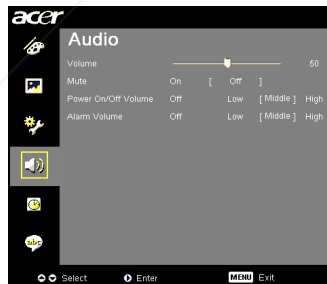 acer
Audio
Volume 50
Mute On [ Off ]
Power On/Off Volume Off Low [ Middle ] High
Alarm Volume Off Low [ Middle ] High
abc
Select Enter MENU Exit